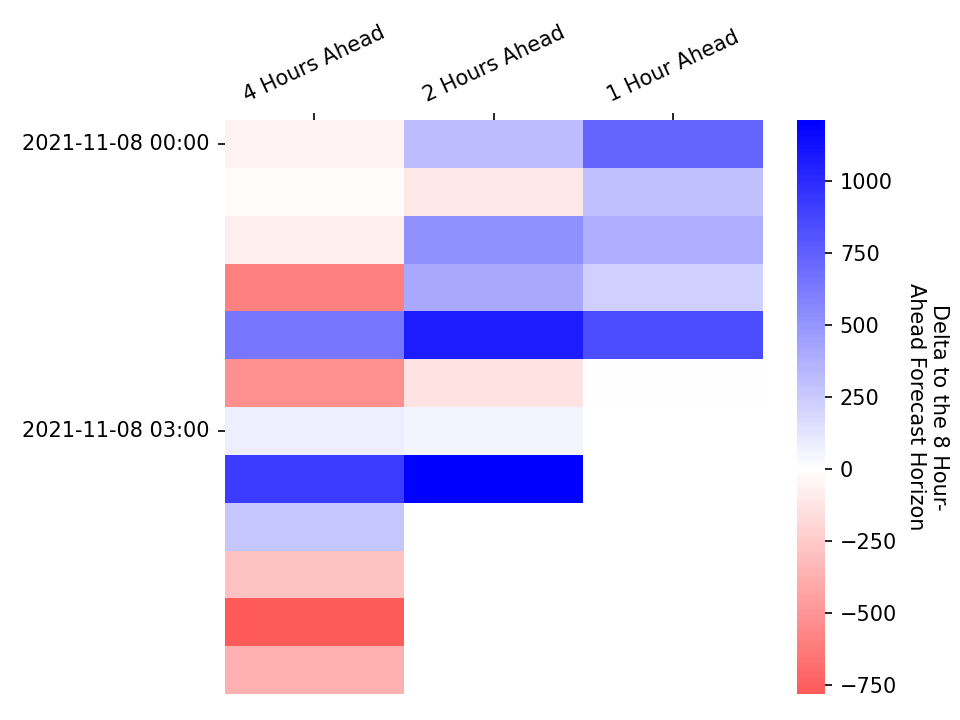 4 Hours Ahead
2 Hours Ahead
1 Hour Ahead
2021-11-08 00:00
2021-11-08 03:00
1000
750
500
250
0
−250
−500
−750
Delta to the 8 Hour-
Ahead Forecast Horizon